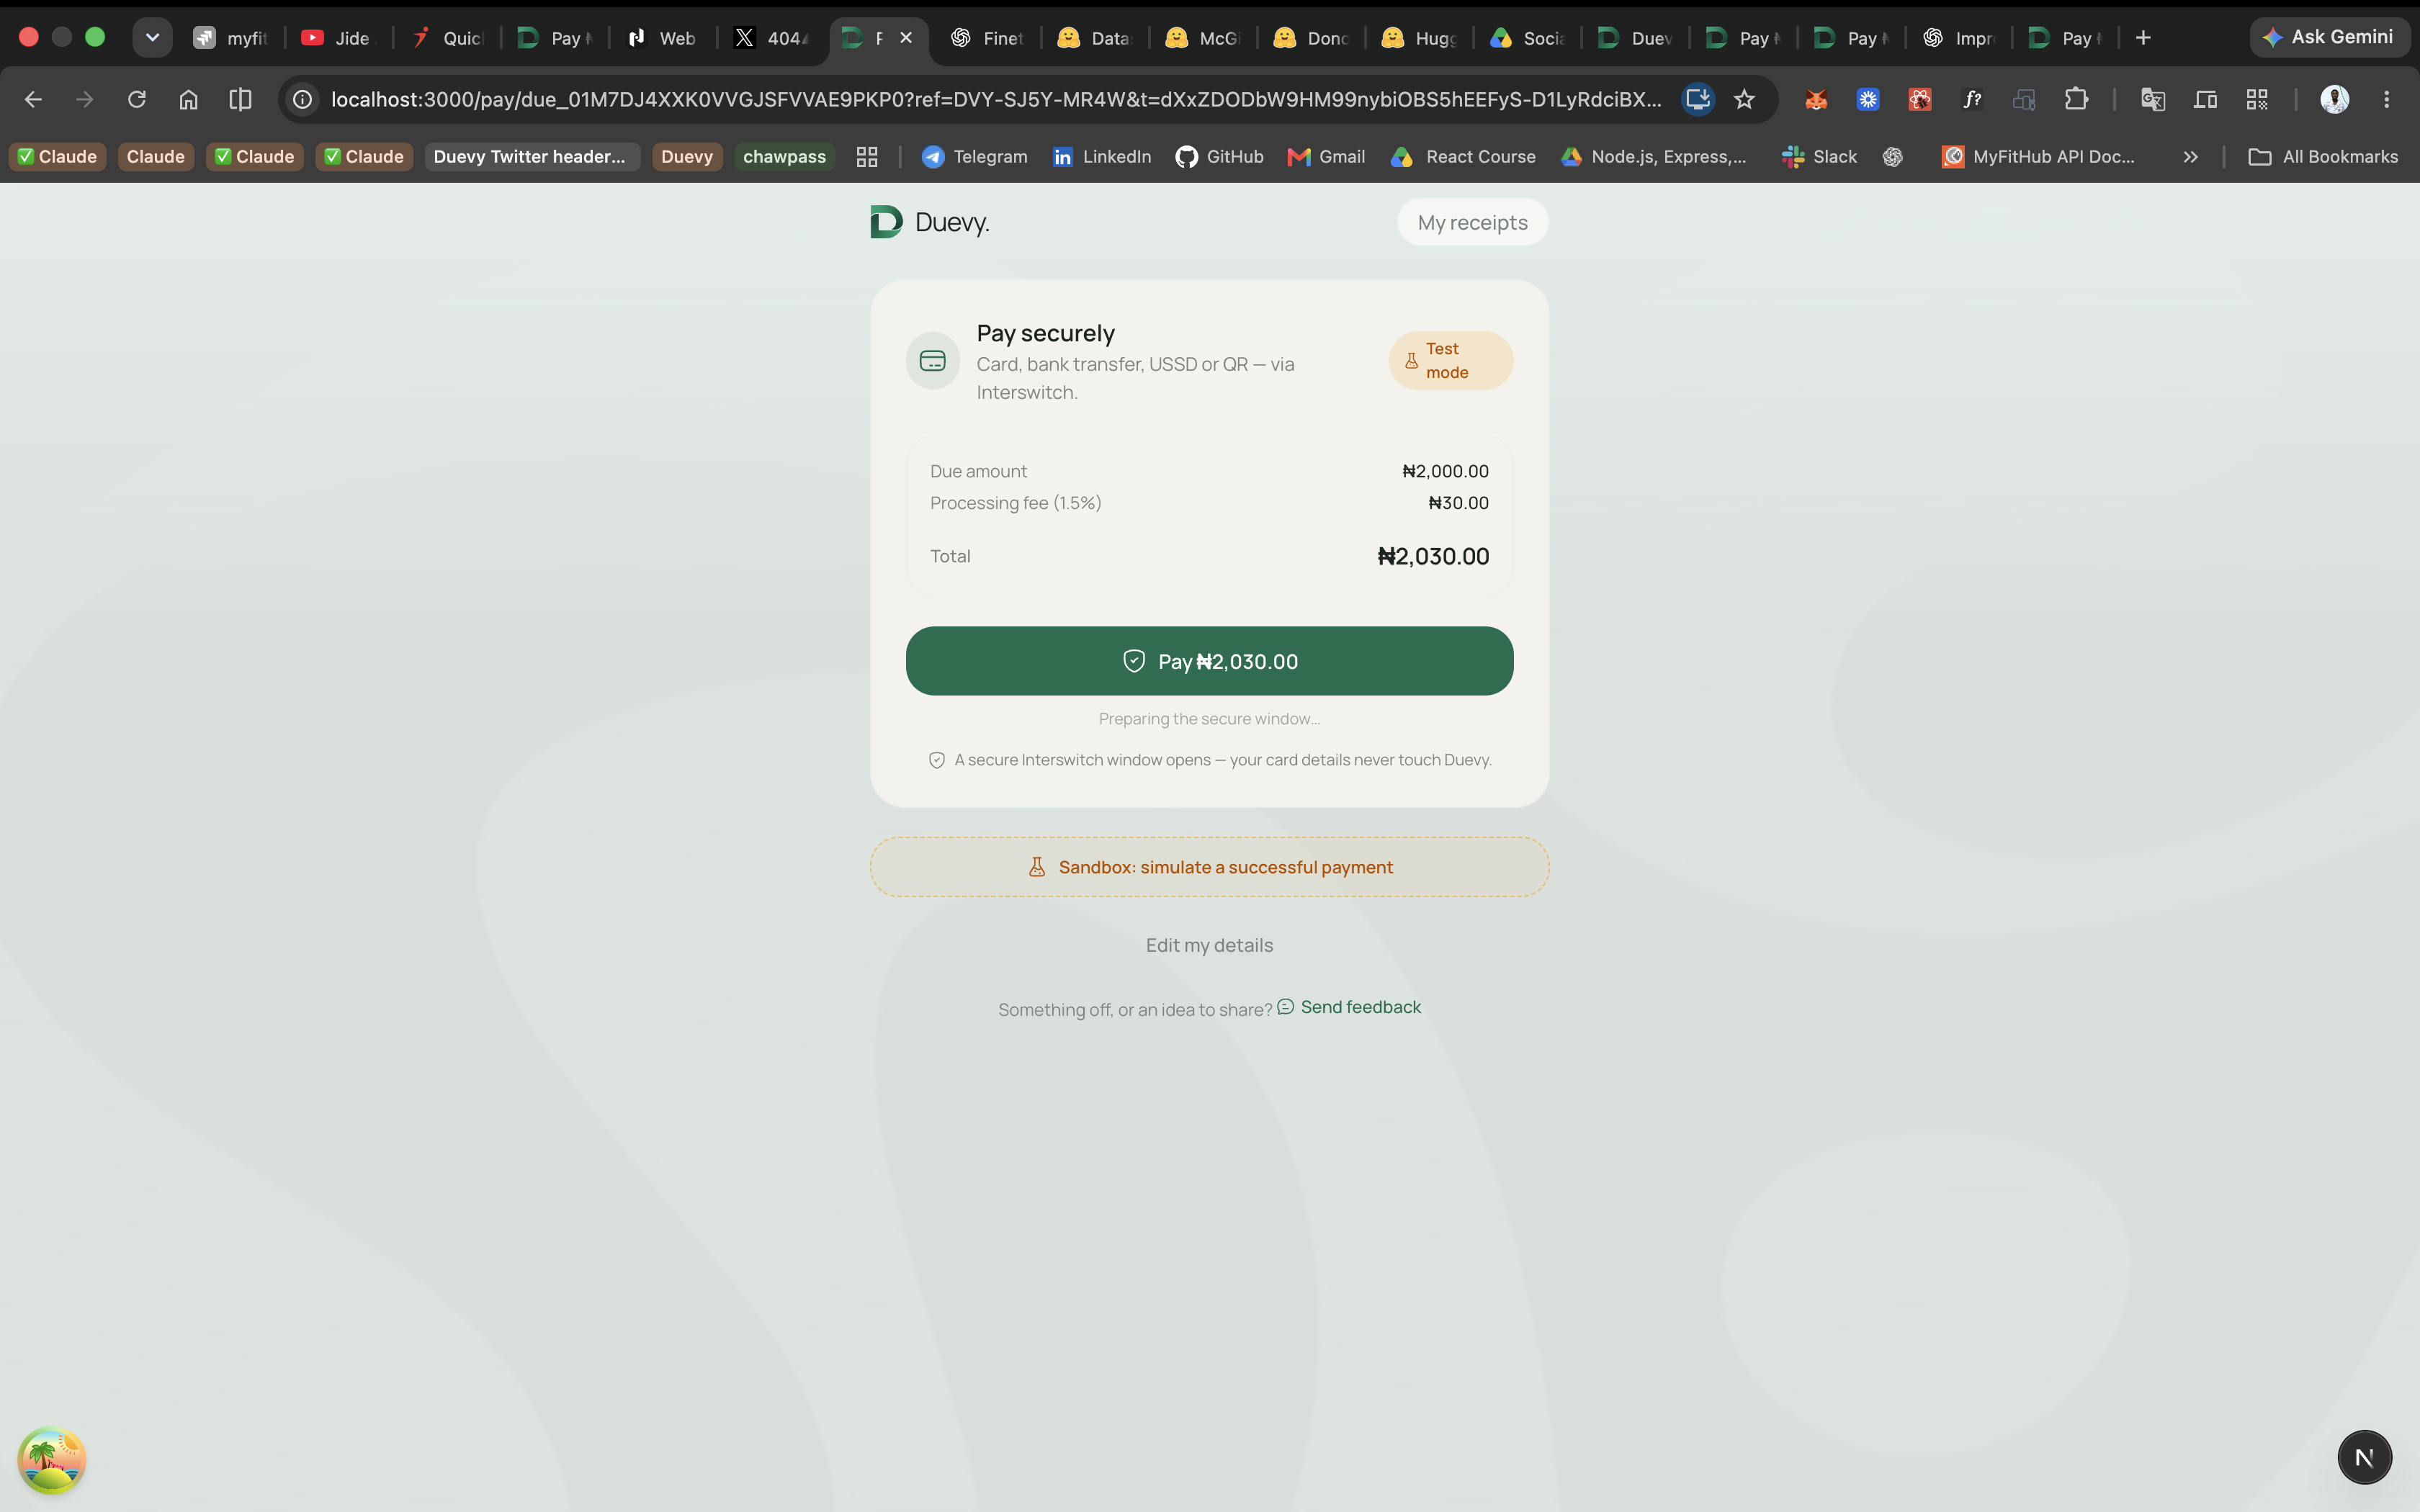 myfit
Jide
Quic
Pay
Web
404
Finet
Data
McGi
Donc
Hugg
Socia
Duev
Pay
Pay
Impr
Pay
Ask Gemini
localhost:3000/pay/due_01M7DJ4XXK0VVGJSFVVAE9PKP0?ref=DVY-SJ5Y-MR4W&t=dXxZDODbW9HM99nybiOBS5hEEFyS-D1LyRdciBX...
✅ Claude
Claude
✅ Claude
✅ Claude
Duevy Twitter header...
Duevy
chawpass
Telegram
LinkedIn
GitHub
Gmail
React Course
Node.js, Express,...
Slack
MyFitHub API Doc...
All Bookmarks
Duevy.
My receipts
Pay securely
Card, bank transfer, USSD or QR — via
Interswitch.
Test
mode
Due amount ₦2,000.00
Processing fee (1.5%) ₦30.00
Total ₦2,030.00
Pay ₦2,030.00
Preparing the secure window...
A secure Interswitch window opens — your card details never touch Duevy.
Sandbox: simulate a successful payment
Edit my details
Something off, or an idea to share? Send feedback
N